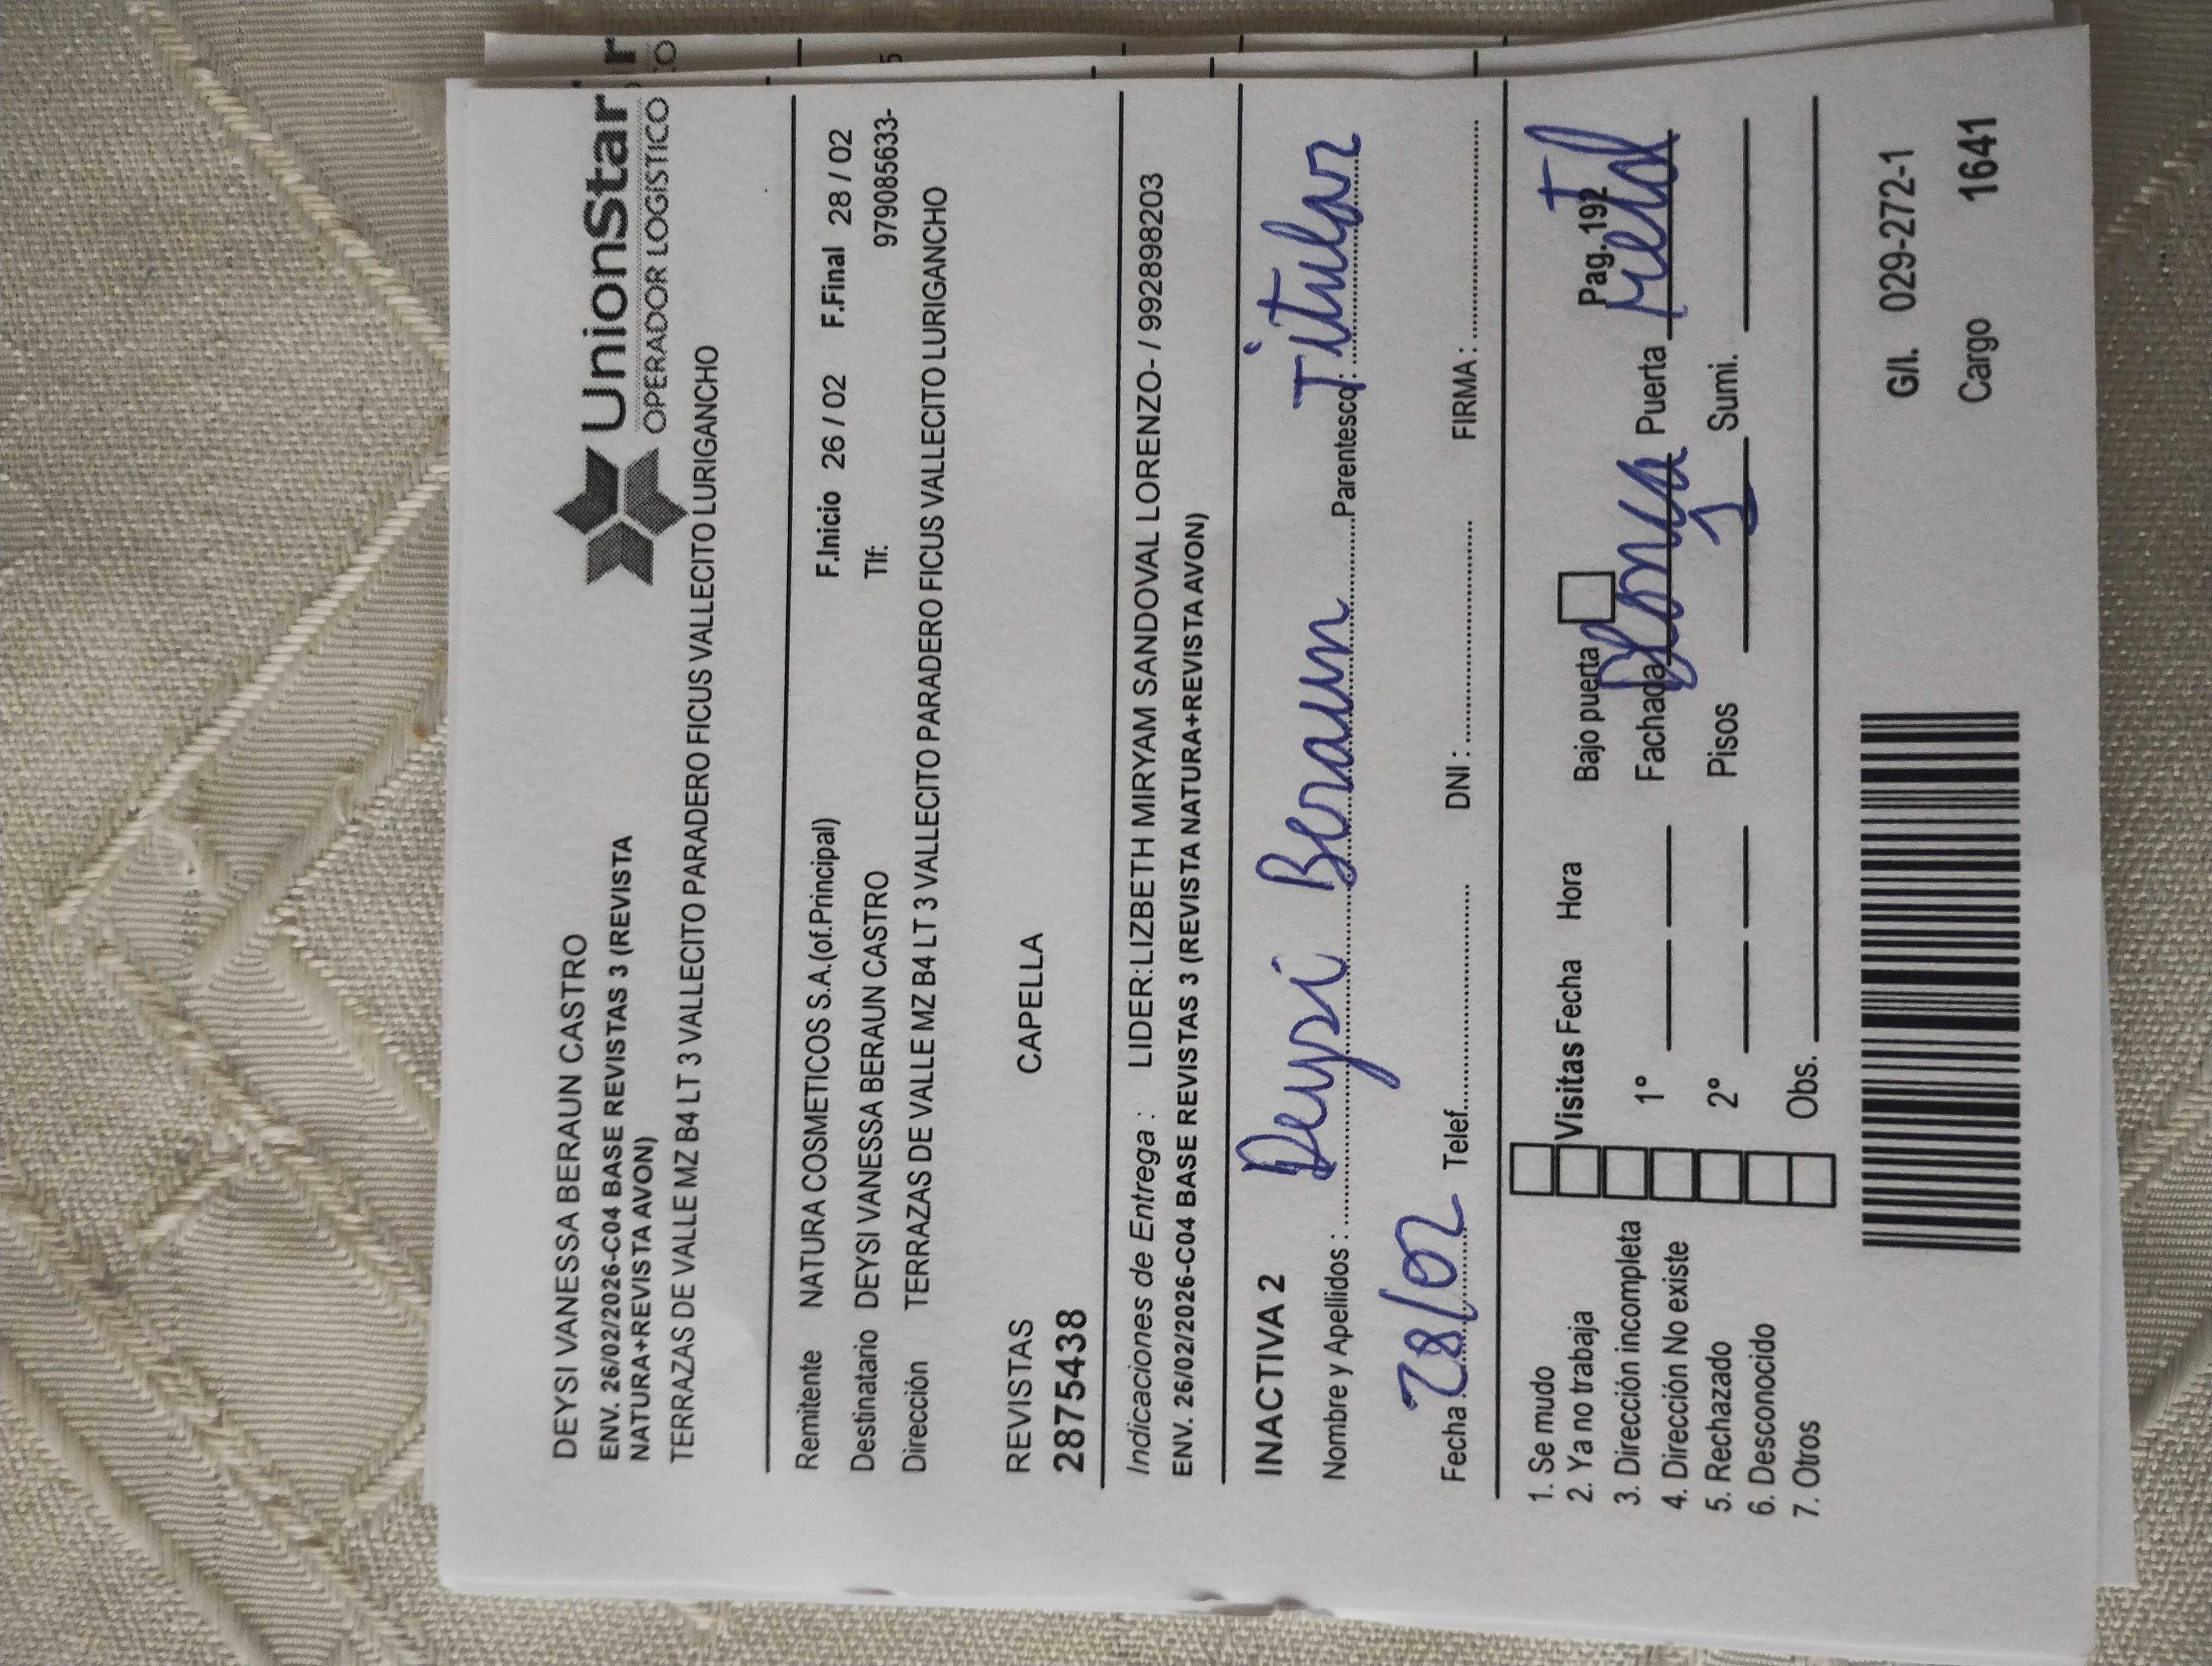 UnionStar
OPERADOR LOGISTICO
DEYSI VANESSA BERAUN CASTRO
ENV. 26/02/2026-C04 BASE REVISTAS 3 (REVISTA
NATURA+REVISTA AVON)
TERRAZAS DE VALLE MZ B4 LT 3 VALLECITO PARADERO FICUS VALLECITO LURIGANCHO
Remitente NATURA COSMETICOS S.A.(of.Principal) F.Inicio 26 / 02 F.Final 28 / 02
Destinatario DEYSI VANESSA BERAUN CASTRO Tlf: 979085633-
Dirección TERRAZAS DE VALLE MZ B4 LT 3 VALLECITO PARADERO FICUS VALLECITO LURIGANCHO
REVISTAS CAPELLA
2875438
Indicaciones de Entrega : LIDER:LIZBETH MIRYAM SANDOVAL LORENZO- / 992898203
ENV. 26/02/2026-C04 BASE REVISTAS 3 (REVISTA NATURA+REVISTA AVON)
INACTIVA 2
Nombre y Apellidos : Deysi Beraun Parentesco: Titular
Fecha 28/02 Telef. DNI : FIRMA :
Pag.192
1. Se mudo
2. Ya no trabaja
3. Dirección incompleta
4. Dirección No existe
5. Rechazado
6. Desconocido
7. Otros
Visitas Fecha Hora Bajo puerta
1° Fachada Puerta
2° Pisos 1 Sumi.
Obs.
G/l. 029-272-1
Cargo 1641